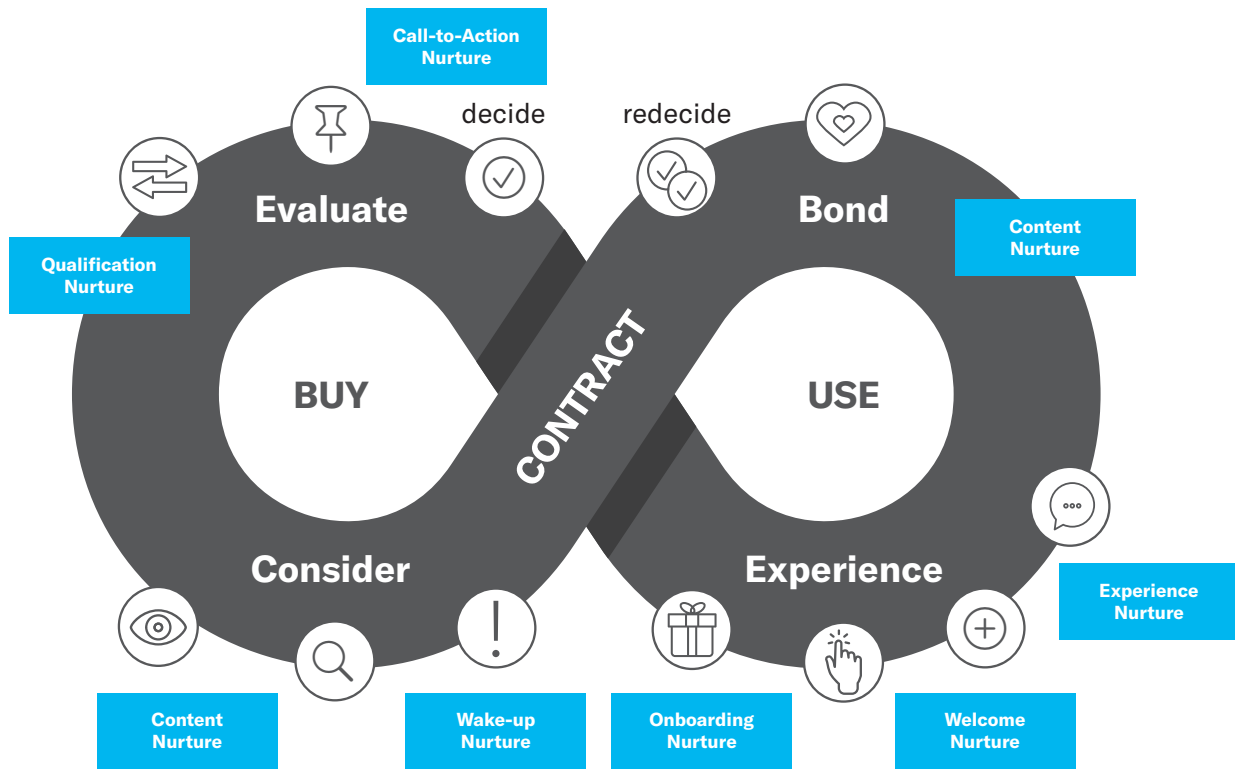 Call-to-Action
Nurture
decide
redecide
Evaluate
Bond
Qualification
Nurture
Content
Nurture
BUY
CONTRACT
USE
Consider
Experience
Experience
Nurture
Content
Nurture
Wake-up
Nurture
Onboarding
Nurture
Welcome
Nurture